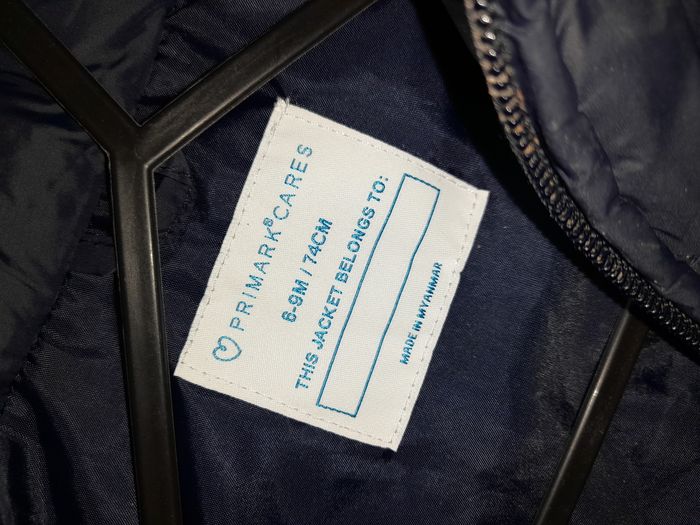 PRIMARK® CARES
6-9M / 74CM
THIS JACKET BELONGS TO:
MADE IN MYANMAR